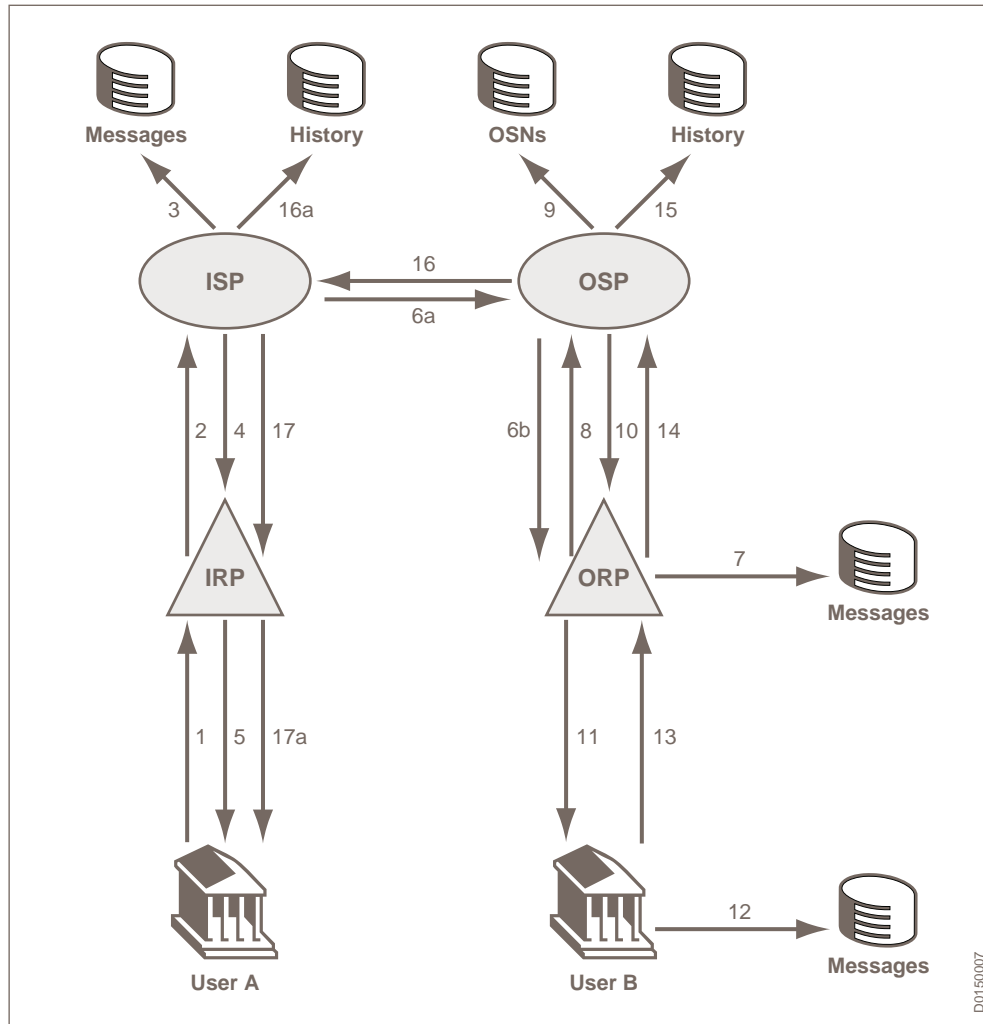 Messages
History
OSNs
History
3
16a
9
15
ISP
16
OSP
6a
2
4
17
6b
8
10
14
IRP
ORP
7
Messages
1
5
17a
11
13
12
User A
User B
Messages
D0150007